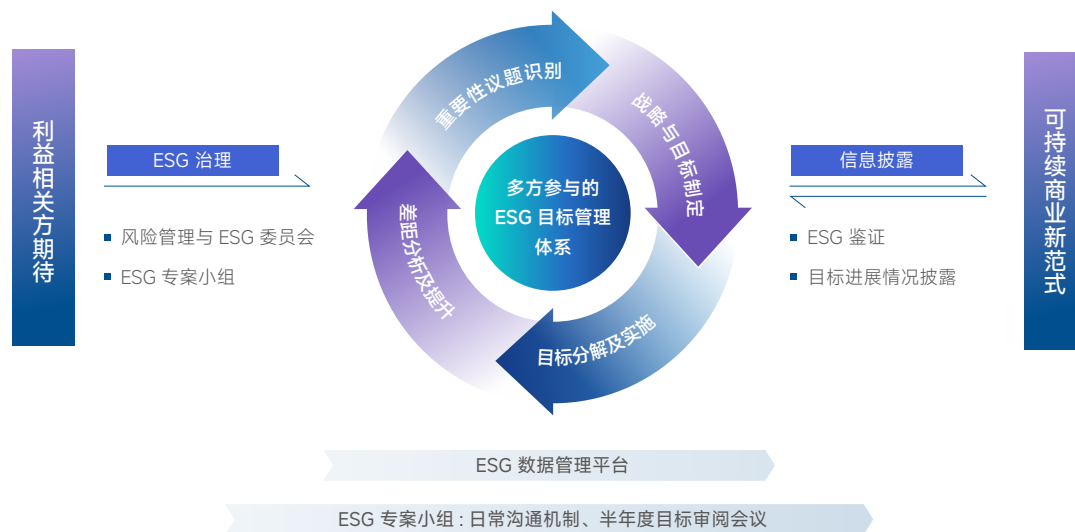 利益相关方期待
ESG 治理
风险管理与 ESG 委员会
ESG 专案小组
重要性议题识别
战略与目标制定
目标分解及实施
差距分析及提升
多方参与的
ESG 目标管理
体系
信息披露
ESG 鉴证
目标进展情况披露
可持续商业新范式
ESG 数据管理平台
ESG 专案小组 : 日常沟通机制、半年度目标审阅会议